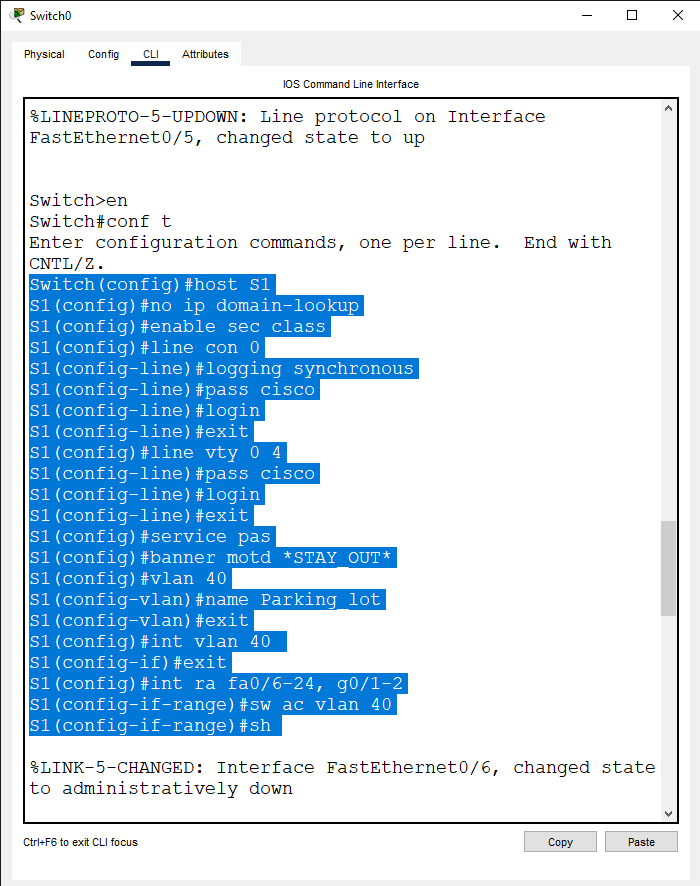 Switch0
Physical Config CLI Attributes
IOS Command Line Interface
%LINEPROTO-5-UPDOWN: Line protocol on Interface
FastEthernet0/5, changed state to up
Switch>en
Switch#conf t
Enter configuration commands, one per line.  End with
CNTL/Z.
Switch(config)#host S1
S1(config)#no ip domain-lookup
S1(config)#enable sec class
S1(config)#line con 0
S1(config-line)#logging synchronous
S1(config-line)#pass cisco
S1(config-line)#login
S1(config-line)#exit
S1(config)#line vty 0 4
S1(config-line)#pass cisco
S1(config-line)#login
S1(config-line)#exit
S1(config)#service pas
S1(config)#banner motd *STAY_OUT*
S1(config)#vlan 40
S1(config-vlan)#name Parking_lot
S1(config-vlan)#exit
S1(config)#int vlan 40
S1(config-if)#exit
S1(config)#int ra fa0/6-24, g0/1-2
S1(config-if-range)#sw ac vlan 40
S1(config-if-range)#sh
%LINK-5-CHANGED: Interface FastEthernet0/6, changed state
to administratively down
Ctrl+F6 to exit CLI focus Copy Paste